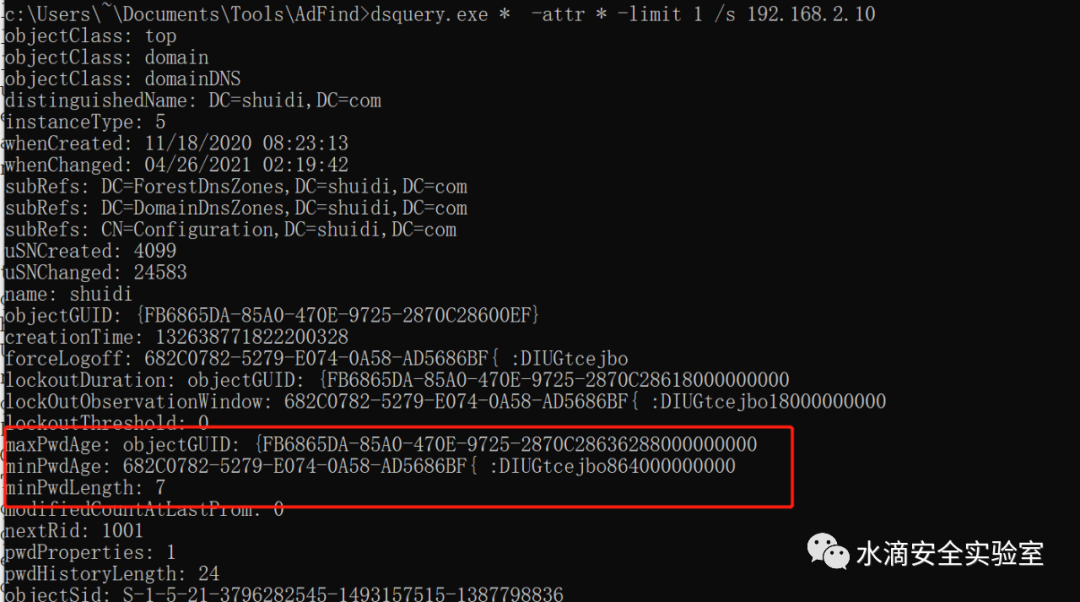 c:\Users\~\Documents\Tools\AdFind>dsquery.exe *  -attr * -limit 1 /s 192.168.2.10
objectClass: top
objectClass: domain
objectClass: domainDNS
distinguishedName: DC=shuidi,DC=com
instanceType: 5
whenCreated: 11/18/2020 08:23:13
whenChanged: 04/26/2021 02:19:42
subRefs: DC=ForestDnsZones,DC=shuidi,DC=com
subRefs: DC=DomainDnsZones,DC=shuidi,DC=com
subRefs: CN=Configuration,DC=shuidi,DC=com
uSNCreated: 4099
uSNChanged: 24583
name: shuidi
objectGUID: {FB6865DA-85A0-470E-9725-2870C28600EF}
creationTime: 132638771822200328
forceLogoff: 682C0782-5279-E074-0A58-AD5686BF{ :DIUGtcejbo
lockoutDuration: objectGUID: {FB6865DA-85A0-470E-9725-2870C28618000000000
lockOutObservationWindow: 682C0782-5279-E074-0A58-AD5686BF{ :DIUGtcejbo18000000000
lockoutThreshold: 0
maxPwdAge: objectGUID: {FB6865DA-85A0-470E-9725-2870C28636288000000000
minPwdAge: 682C0782-5279-E074-0A58-AD5686BF{ :DIUGtcejbo864000000000
minPwdLength: 7
modifiedCountAtLastProm: 0
nextRid: 1001
pwdProperties: 1
pwdHistoryLength: 24
objectSid: S-1-5-21-3796282545-1493157515-1387798836
水滴安全实验室